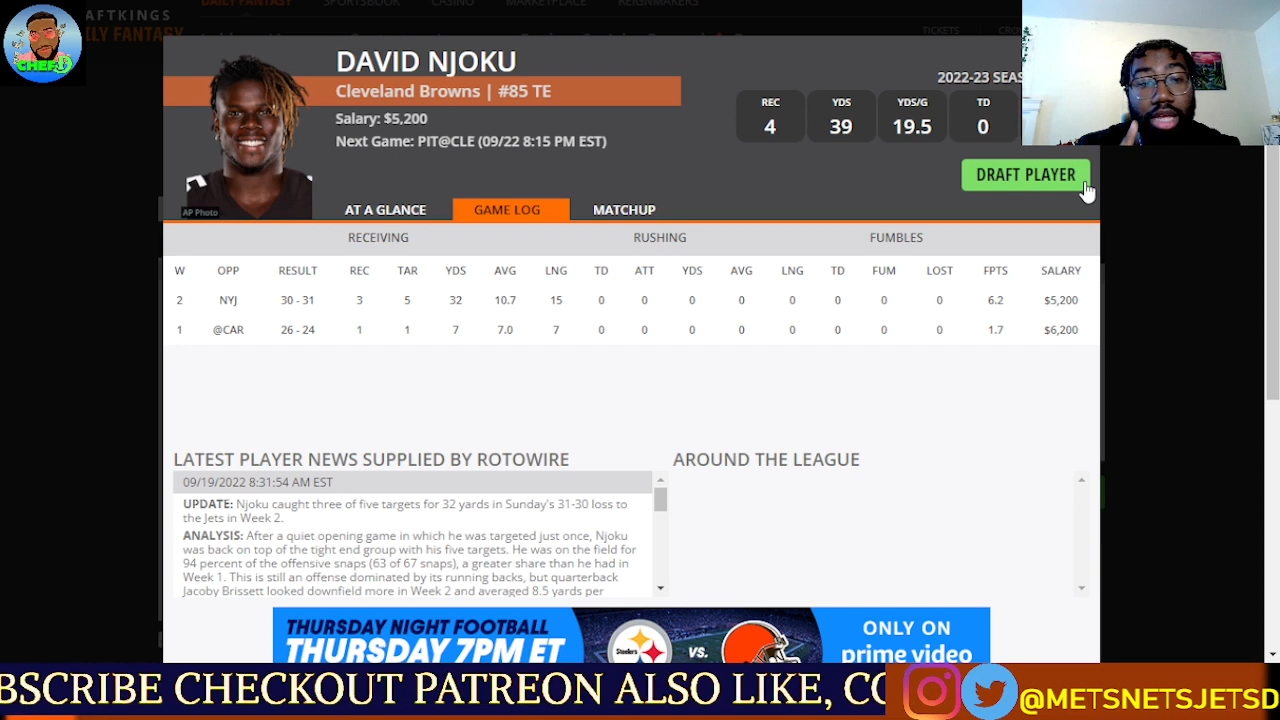 DAILY FANTASY SPORTSBOOK CASINO MARKETPLACE REIGNMAKERS
AFTKINGS
TICKETS
CHEF
DAVID NJOKU
Cleveland Browns | #85 TE
Salary: $5,200
Next Game: PIT@CLE (09/22 8:15 PM EST)
2022-23 SEAS
REC YDS YDS/G TD
4 39 19.5 0
DRAFT PLAYER
AP Photo
AT A GLANCE GAME LOG MATCHUP
RECEIVING RUSHING FUMBLES
W OPP RESULT REC TAR YDS AVG LNG TD ATT YDS AVG LNG TD FUM LOST FPTS SALARY
2 NYJ 30 - 31 3 5 32 10.7 15 0 0 0 0 0 0 0 0 6.2 $5,200
1 @CAR 26 - 24 1 1 7 7.0 7 0 0 0 0 0 0 0 0 1.7 $6,200
LATEST PLAYER NEWS SUPPLIED BY ROTOWIRE
AROUND THE LEAGUE
09/19/2022 8:31:54 AM EST
UPDATE: Njoku caught three of five targets for 32 yards in Sunday's 31-30 loss to
the Jets in Week 2.
ANALYSIS: After a quiet opening game in which he was targeted just once, Njoku
was back on top of the tight end group with his five targets. He was on the field for
94 percent of the offensive snaps (63 of 67 snaps), a greater share than he had in
Week 1. This is still an offense dominated by its running backs, but quarterback
Jacoby Brissett looked downfield more in Week 2 and averaged 8.5 yards per
THURSDAY NIGHT FOOTBALL
THURSDAY 7PM ET
Steelers
VS.
ONLY ON
prime video
BSCRIBE CHECKOUT PATREON ALSO LIKE, CO
@METSNETSJETSD